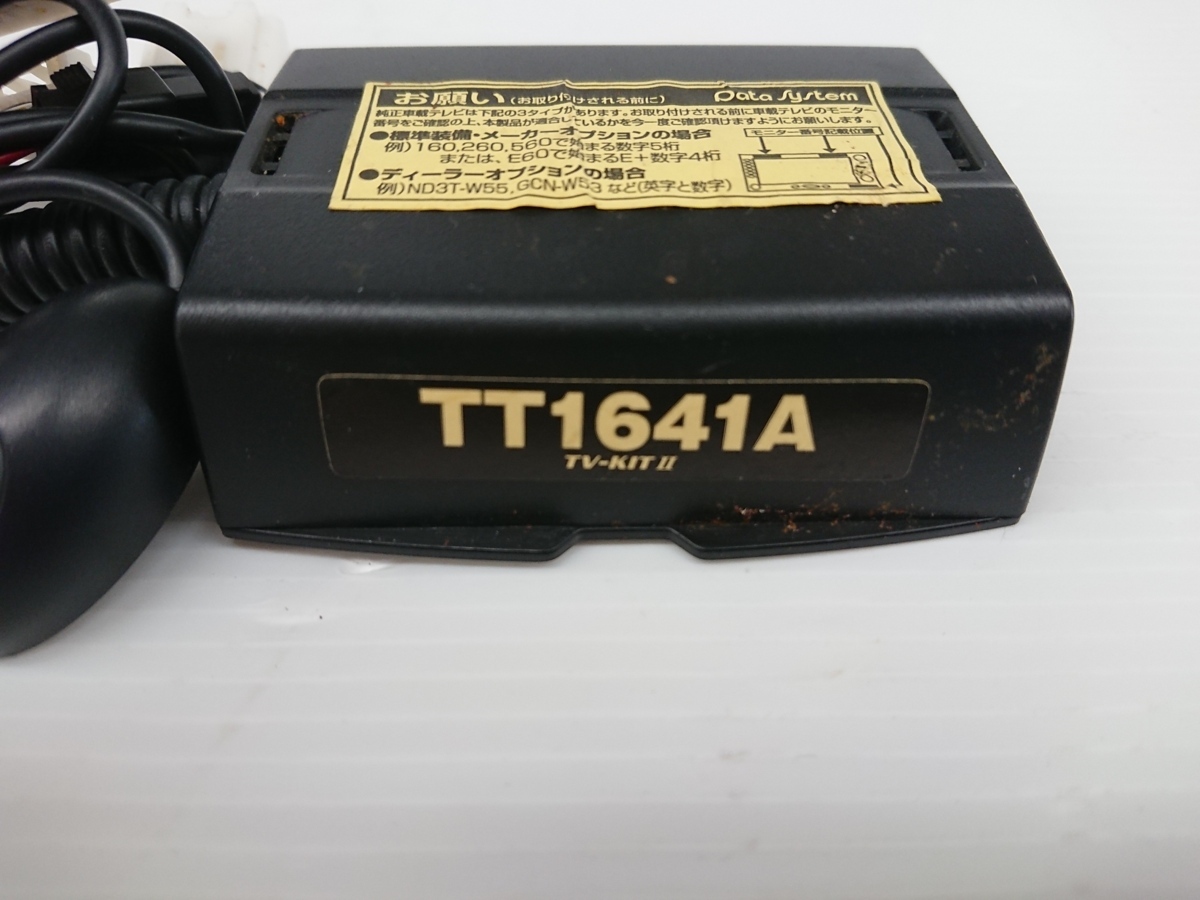 お願い(お取り付けされる前に) Data System
純正車載テレビは下記の3タイプがあります。お取り付けされる前に車載テレビのモニター
番号をご確認の上、本製品が適合しているかを今一度ご確認頂けますようにお願いします。
●標準装備・メーカーオプションの場合
例)160,260,560で始まる数字5桁
または、E60で始まるE+数字4桁
●ディーラーオプションの場合
例)ND3T-W55,GCN-W53など(英字と数字)
モニター番号記載位置
TT1641A
TV-KIT II